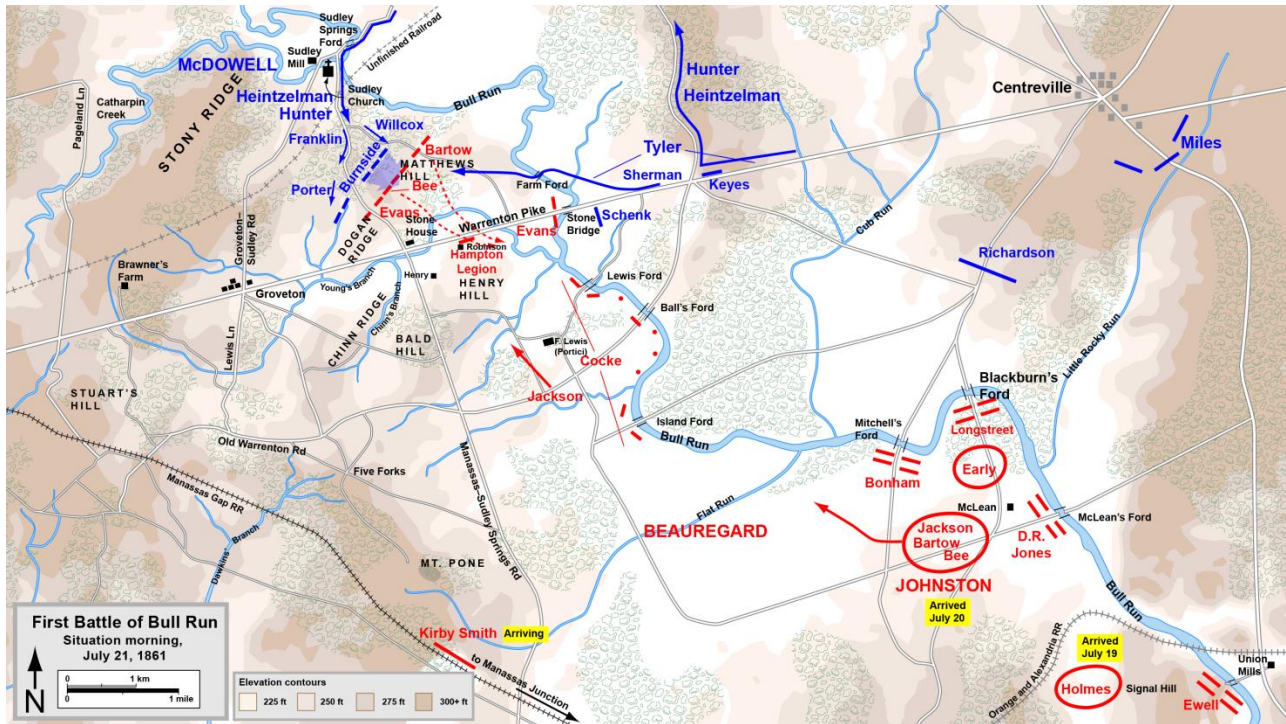 Sudley
Springs
Ford
Sudley
Mill
McDOWELL
Unfinished Railroad
Heintzelman
Hunter
Sudley
Church
Catharpin
Creek
Pageland Ln
STONY RIDGE
Bull Run
Franklin
Willcox
Porter
Burnside
Bartow
MATTHEWS
HILL
Bee
Evans
DOGAN
RIDGE
Stone
House
Groveton–
Sudley Rd
Brawner's
Farm
Groveton
Young's Branch
Warrenton Pike
Robinson
Hampton
Legion
Henry
HENRY
HILL
Farm Ford
Evans
Stone
Bridge
Schenk
Sherman
Tyler
Keyes
Hunter
Heintzelman
Centreville
Miles
Cub Run
Richardson
Little Rocky Run
Lewis Ford
Ball's Ford
CHINN RIDGE
Chinn's Branch
BALD
HILL
F. Lewis
(Portici)
Cocke
Jackson
Lewis Ln
STUART'S
HILL
Old Warrenton Rd
Five Forks
Manassas Gap RR
Manassas–Sudley Springs Rd
Island Ford
Bull Run
Mitchell's
Ford
Blackburn's
Ford
Longstreet
Early
Bonham
McLean
McLean's Ford
D.R.
Jones
Flat Run
BEAUREGARD
Jackson
Bartow
Bee
JOHNSTON
Arrived
July 20
Bull Run
Dawkins' Branch
MT. PONE
Kirby Smith
Arriving
to Manassas Junction
Orange and Alexandria RR
Arrived
July 19
Holmes
Signal Hill
Union
Mills
Ewell
First Battle of Bull Run
Situation morning,
July 21, 1861
N
0 1 km
0 1 mile
Elevation contours
225 ft 250 ft 275 ft 300+ ft